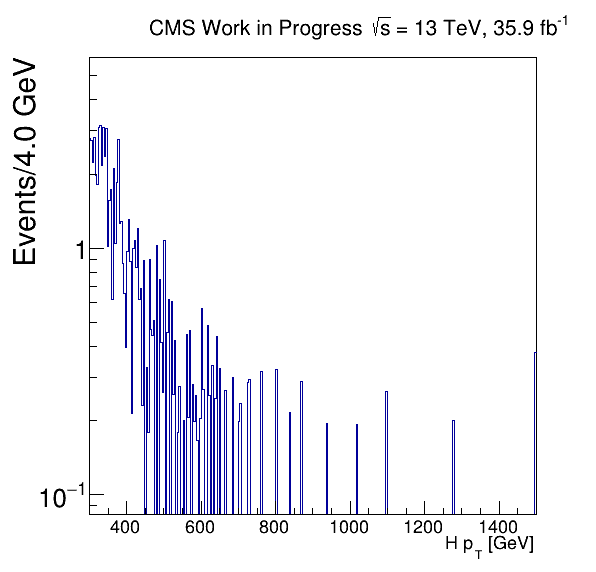 CMS Work in Progress √s = 13 TeV, 35.9 fb⁻¹
Events/4.0 GeV
1
10⁻¹
400 600 800 1000 1200 1400
H p_T [GeV]